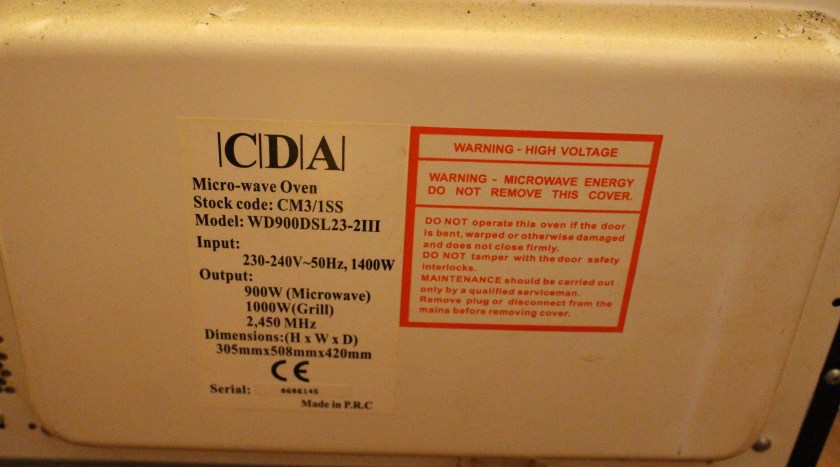 |C|D|A|
Micro-wave Oven
Stock code: CM3/1SS
Model: WD900DSL23-2III
Input:
230-240V~50Hz, 1400W
Output:
900W (Microwave)
1000W(Grill)
2,450 MHz
Dimensions:(H x W x D)
305mmx508mmx420mm
CE
Serial:
Made in P.R.C
WARNING - HIGH VOLTAGE
WARNING - MICROWAVE ENERGY
DO NOT REMOVE THIS COVER.
DO NOT operate this oven if the door
is bent, warped or otherwise damaged
and does not close firmly.
DO NOT tamper with the door safety
interlocks.
MAINTENANCE should be carried out
only by a qualified serviceman.
Remove plug or disconnect from the
mains before removing cover.